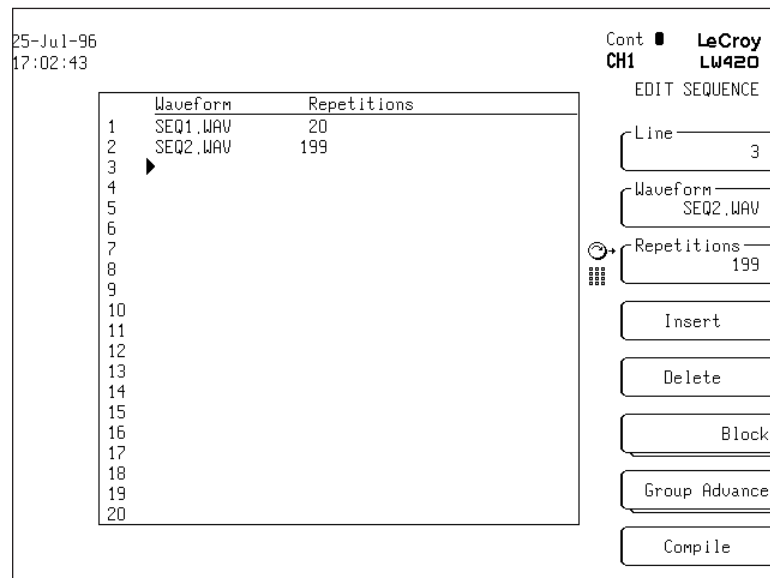 25-Jul-96
17:02:43
Cont
CH1
LeCroy
LW420
EDIT SEQUENCE
Waveform Repetitions
1 SEQ1.WAV 20
2 SEQ2.WAV 199
3
4
5
6
7
8
9
10
11
12
13
14
15
16
17
18
19
20
Line
3
Waveform
SEQ2.WAV
Repetitions
199
Insert
Delete
Block
Group Advance
Compile